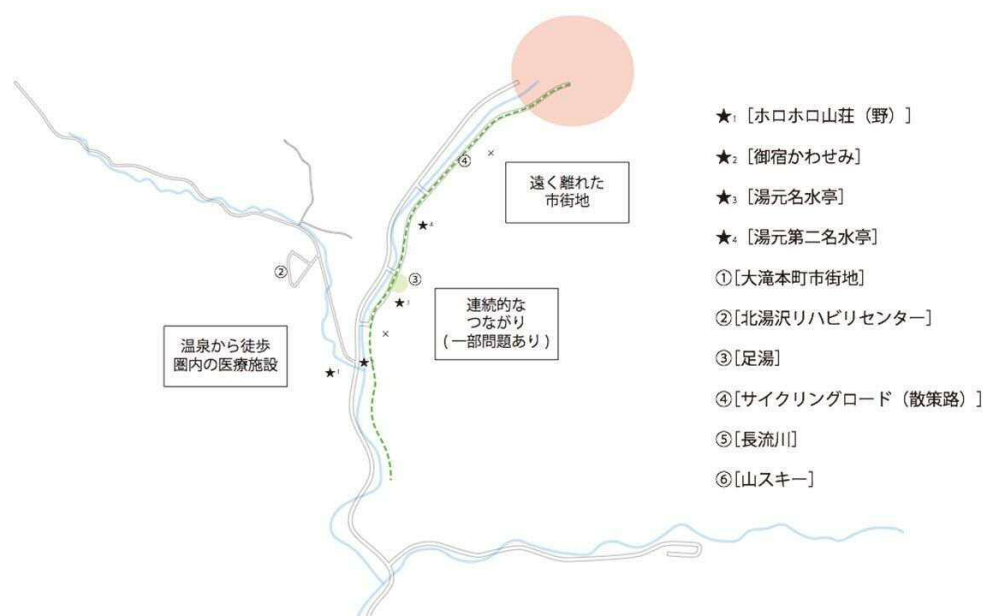 ④
×
遠く離れた
市街地
★4
②
③
★3
連続的な
つながり
(一部問題あり)
×
温泉から徒歩
圏内の医療施設
★1
★
★1 [ホロホロ山荘（野）]
★2 [御宿かわせみ]
★3 [湯元名水亭]
★4 [湯元第二名水亭]
①[大滝本町市街地]
②[北湯沢リハビリセンター]
③[足湯]
④[サイクリングロード（散策路）]
⑤[長流川]
⑥[山スキー]